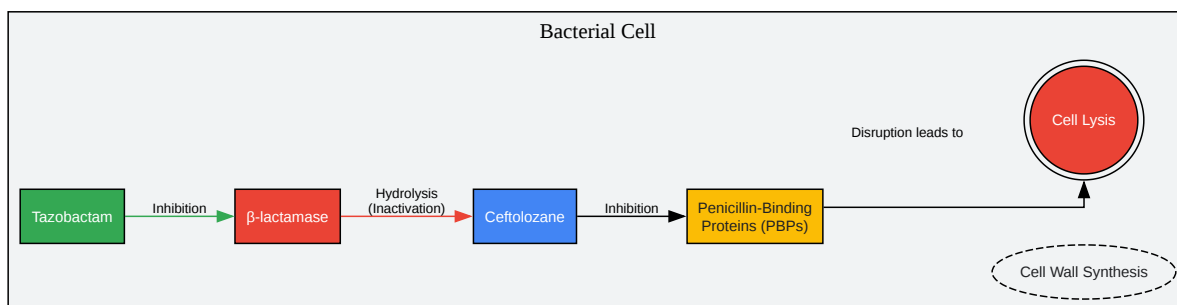 Bacterial Cell
Cell Lysis
Disruption leads to
Tazobactam
Inhibition
β-lactamase
Hydrolysis
(Inactivation)
Ceftolozane
Inhibition
Penicillin-Binding
Proteins (PBPs)
Cell Wall Synthesis